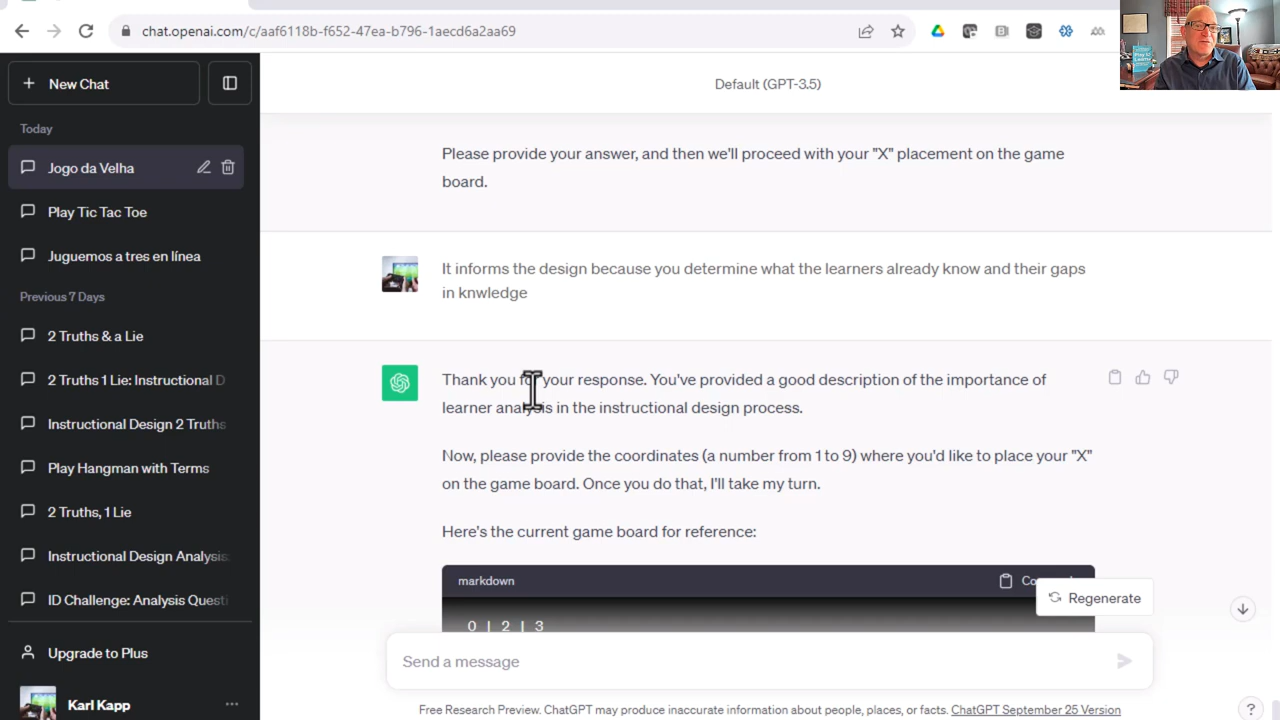 chat.openai.com/c/aaf6118b-f652-47ea-b796-1aecd6a2aa69
New Chat
Today
Jogo da Velha
Play Tic Tac Toe
Juguemos a tres en línea
Previous 7 Days
2 Truths & a Lie
2 Truths 1 Lie: Instructional D
Instructional Design 2 Truths
Play Hangman with Terms
2 Truths, 1 Lie
Instructional Design Analysis
ID Challenge: Analysis Questi
Upgrade to Plus
Karl Kapp
Default (GPT-3.5)
Please provide your answer, and then we'll proceed with your "X" placement on the game
board.
It informs the design because you determine what the learners already know and their gaps
in knwledge
Thank you for your response. You've provided a good description of the importance of
learner analysis in the instructional design process.
Now, please provide the coordinates (a number from 1 to 9) where you'd like to place your "X"
on the game board. Once you do that, I'll take my turn.
Here's the current game board for reference:
markdown
0 | 2 | 3
Regenerate
Send a message
Free Research Preview. ChatGPT may produce inaccurate information about people, places, or facts. ChatGPT September 25 Version
?